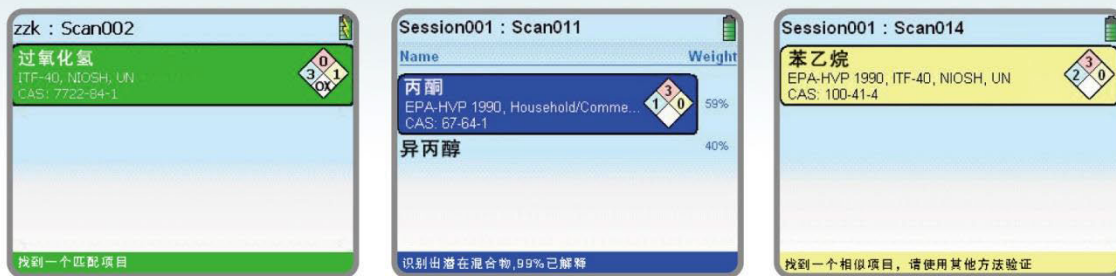 zzk : Scan002
过氧化氢
ITF-40, NIOSH, UN
CAS: 7722-84-1
0
3 1
OX
找到一个匹配项目
Session001 : Scan011
Name Weight
丙酮
EPA-HVP 1990, Household/Comme...
CAS: 67-64-1
3
1 0
59%
异丙醇 40%
识别出潜在混合物,99%已解释
Session001 : Scan014
苯乙烷
EPA-HVP 1990, ITF-40, NIOSH, UN
CAS: 100-41-4
3
2 0
找到一个相似项目，请使用其他方法验证